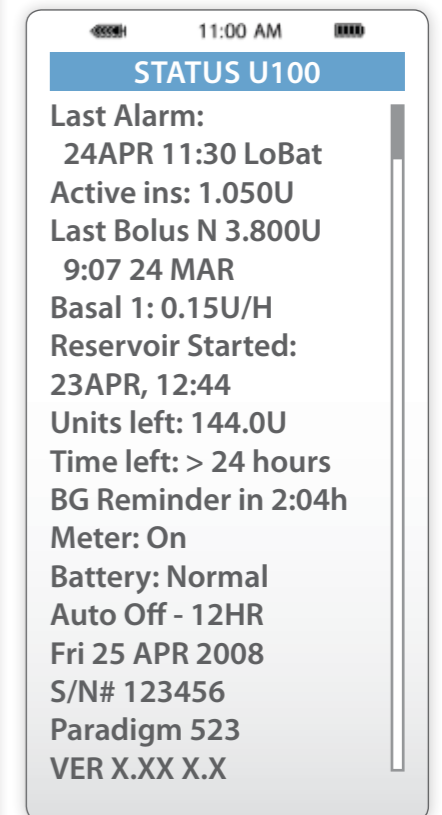 11:00 AM
STATUS U100
Last Alarm:
24APR 11:30 LoBat
Active ins: 1.050U
Last Bolus N 3.800U
9:07 24 MAR
Basal 1: 0.15U/H
Reservoir Started:
23APR, 12:44
Units left: 144.0U
Time left: > 24 hours
BG Reminder in 2:04h
Meter: On
Battery: Normal
Auto Off - 12HR
Fri 25 APR 2008
S/N# 123456
Paradigm 523
VER X.XX X.X